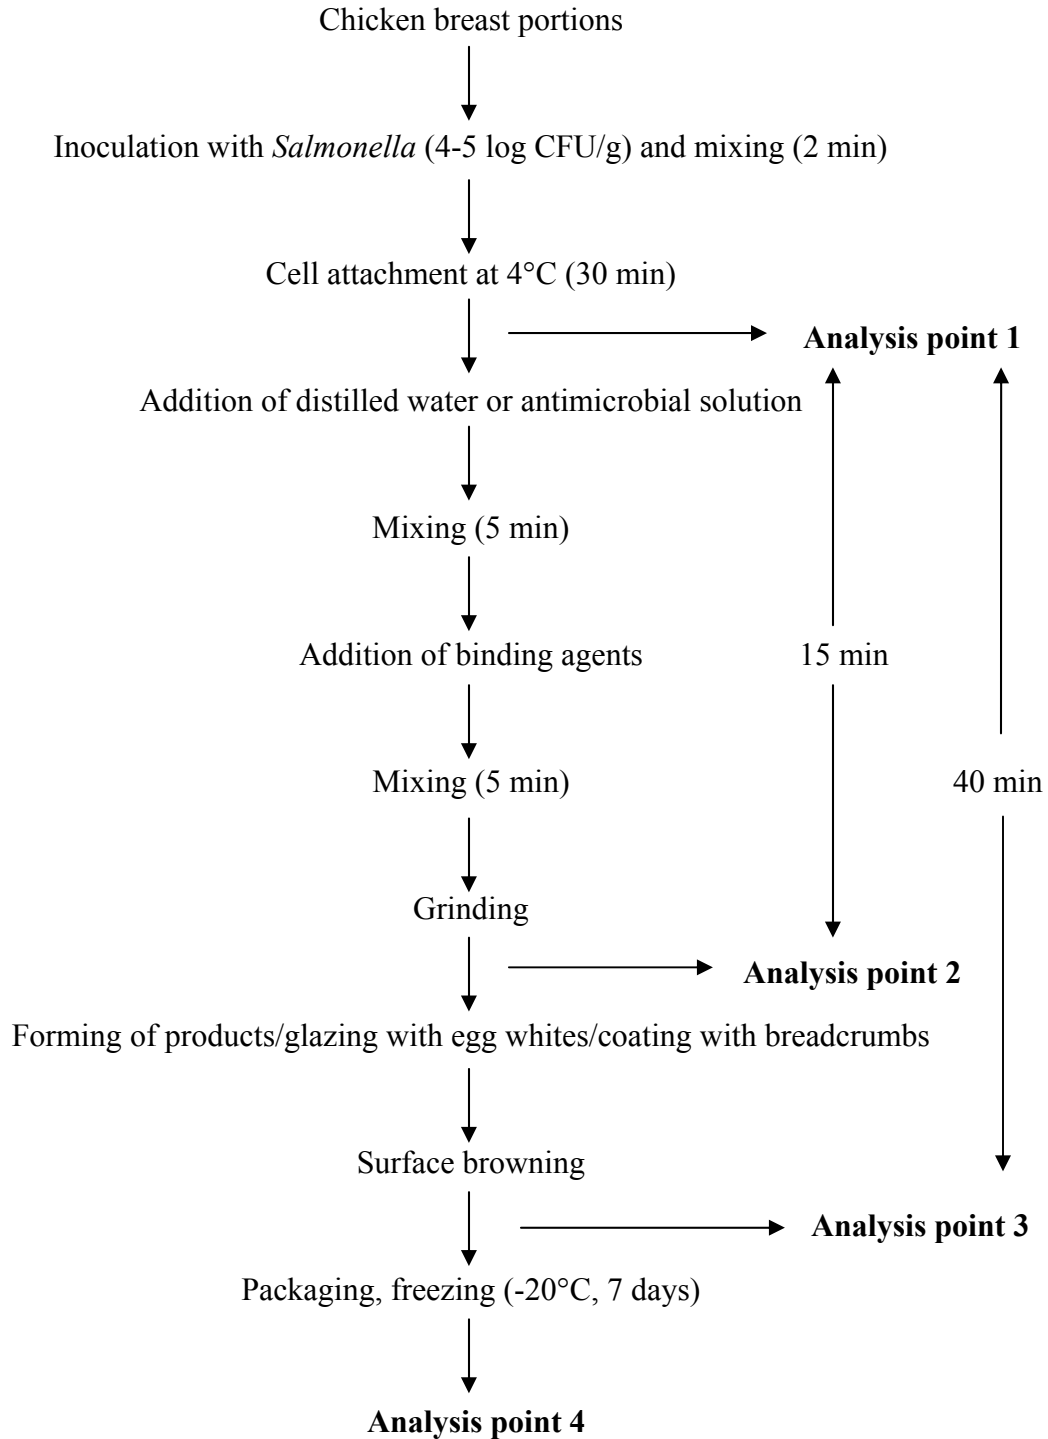 Chicken breast portions
Inoculation with Salmonella (4-5 log CFU/g) and mixing (2 min)
Cell attachment at 4°C (30 min)
Analysis point 1
Addition of distilled water or antimicrobial solution
Mixing (5 min)
Addition of binding agents
15 min
Mixing (5 min)
40 min
Grinding
Analysis point 2
Forming of products/glazing with egg whites/coating with breadcrumbs
Surface browning
Analysis point 3
Packaging, freezing (-20°C, 7 days)
Analysis point 4